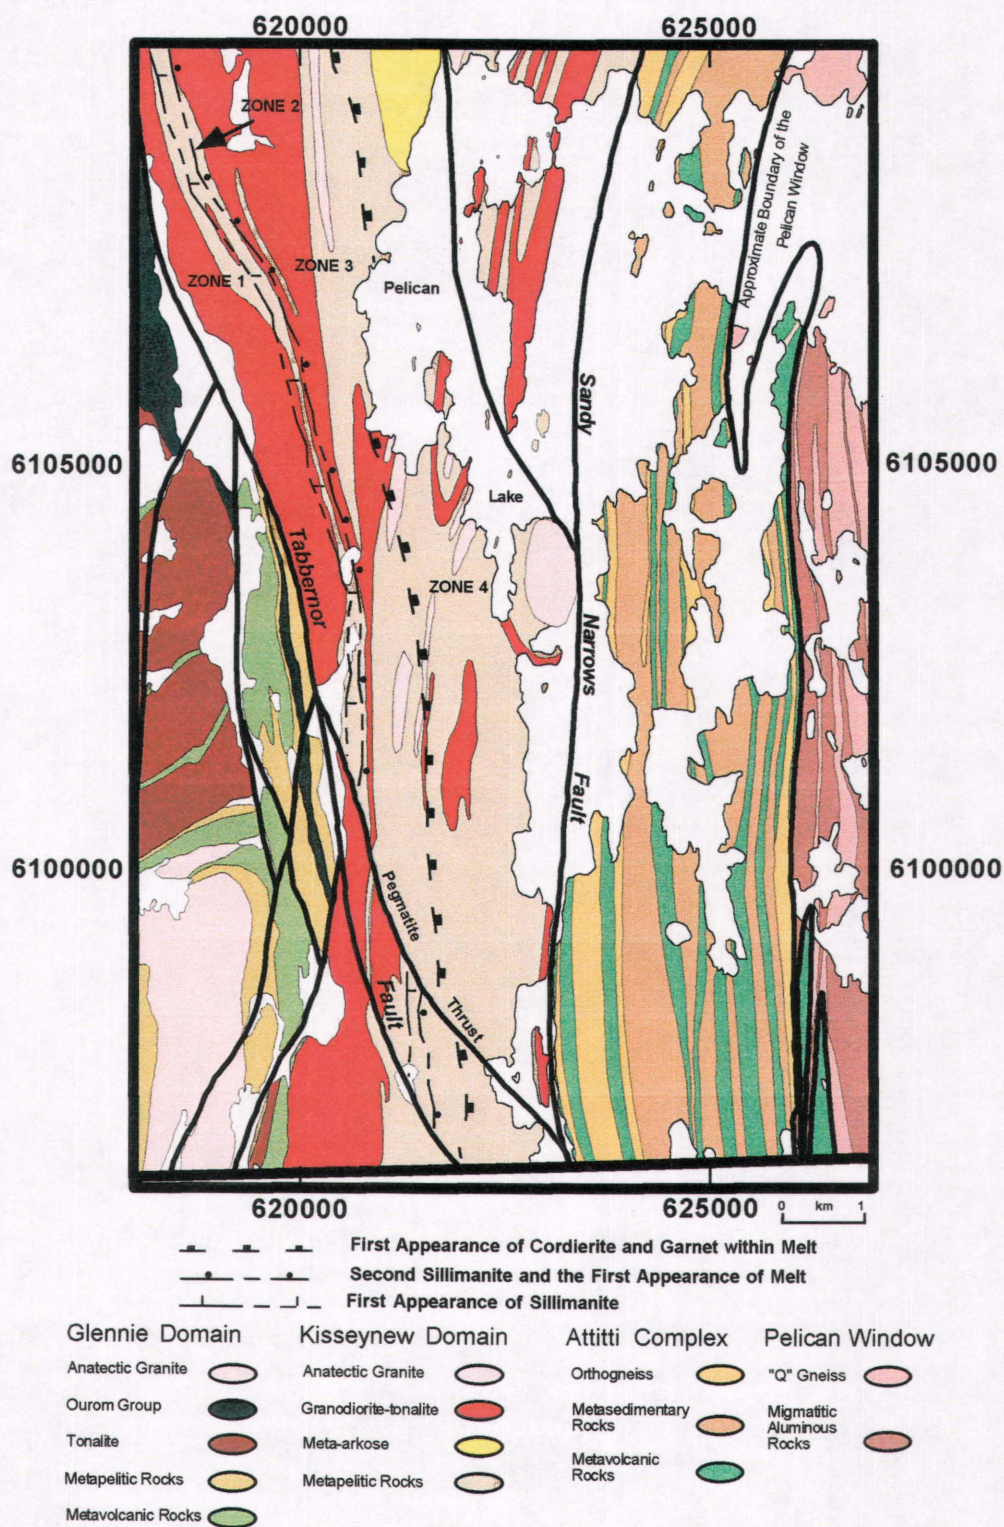 620000 625000
ZONE 2
Approximate Boundary of the
Pelican Window
ZONE 1
ZONE 3
Pelican
Sandy
6105000 6105000
Lake
Tabbernor
ZONE 4
Narrows
Fault
6100000 6100000
Pegmatite
Fault
Thrust
620000 625000
0 km 1
First Appearance of Cordierite and Garnet within Melt
Second Sillimanite and the First Appearance of Melt
First Appearance of Sillimanite
Glennie Domain
Anatectic Granite
Ourom Group
Tonalite
Metapelitic Rocks
Metavolcanic Rocks
Kisseynew Domain
Anatectic Granite
Granodiorite-tonalite
Meta-arkose
Metapelitic Rocks
Attitti Complex
Orthogneiss
Metasedimentary
Rocks
Metavolcanic
Rocks
Pelican Window
"Q" Gneiss
Migmatitic
Aluminous
Rocks